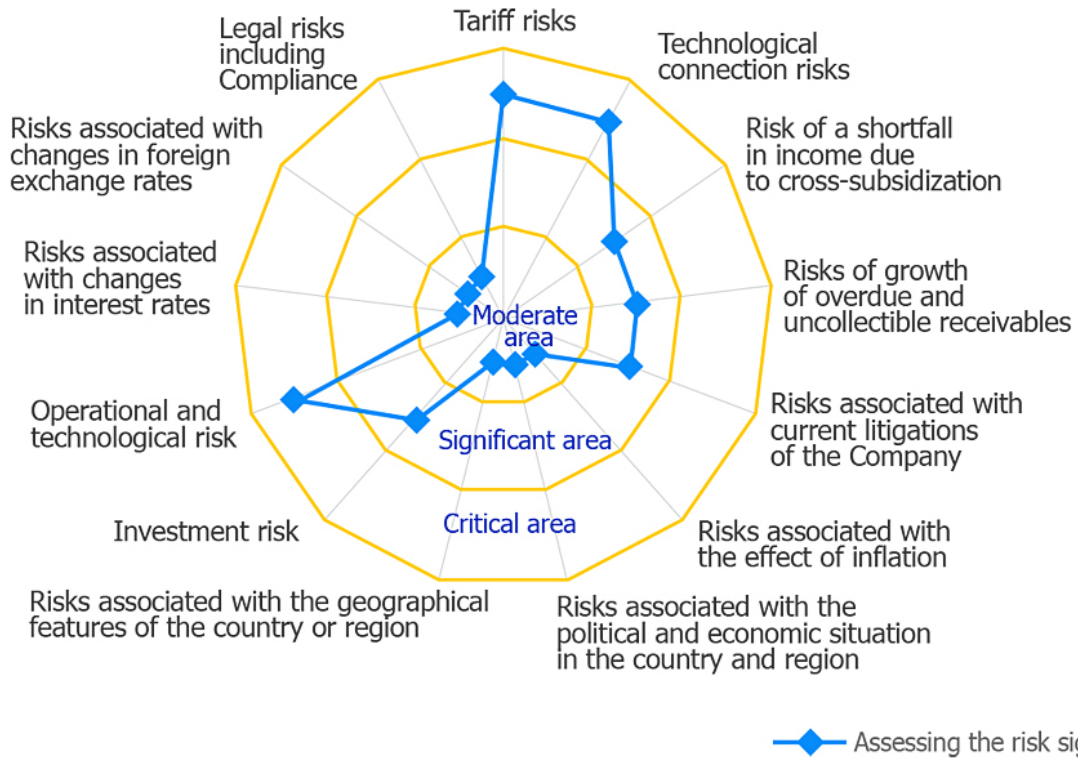 Tariff risks
Technological
connection risks
Risk of a shortfall
in income due
to cross-subsidization
Risks of growth
of overdue and
uncollectible receivables
Risks associated with
current litigations
of the Company
Risks associated with
the effect of inflation
Risks associated with the
political and economic situation
in the country and region
Risks associated with the geographical
features of the country or region
Investment risk
Operational and
technological risk
Risks associated
with changes
in interest rates
Risks associated with
changes in foreign
exchange rates
Legal risks
including
Compliance
Moderate
area
Significant area
Critical area
Assessing the risk